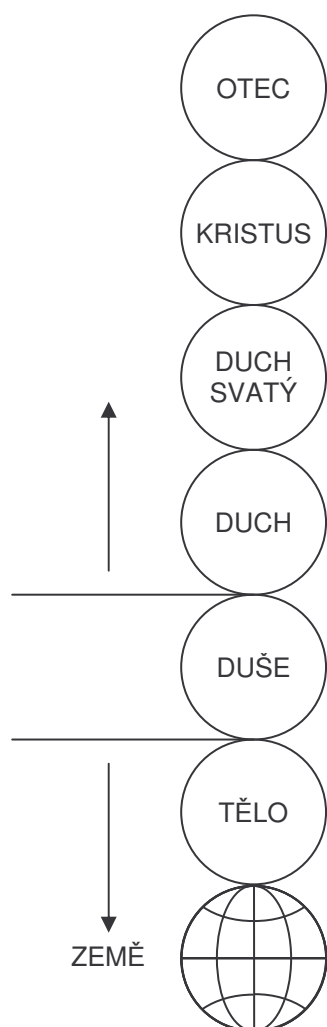 OTEC
KRISTUS
DUCH
SVATÝ
DUCH
DUŠE
TĚLO
ZEMĚ